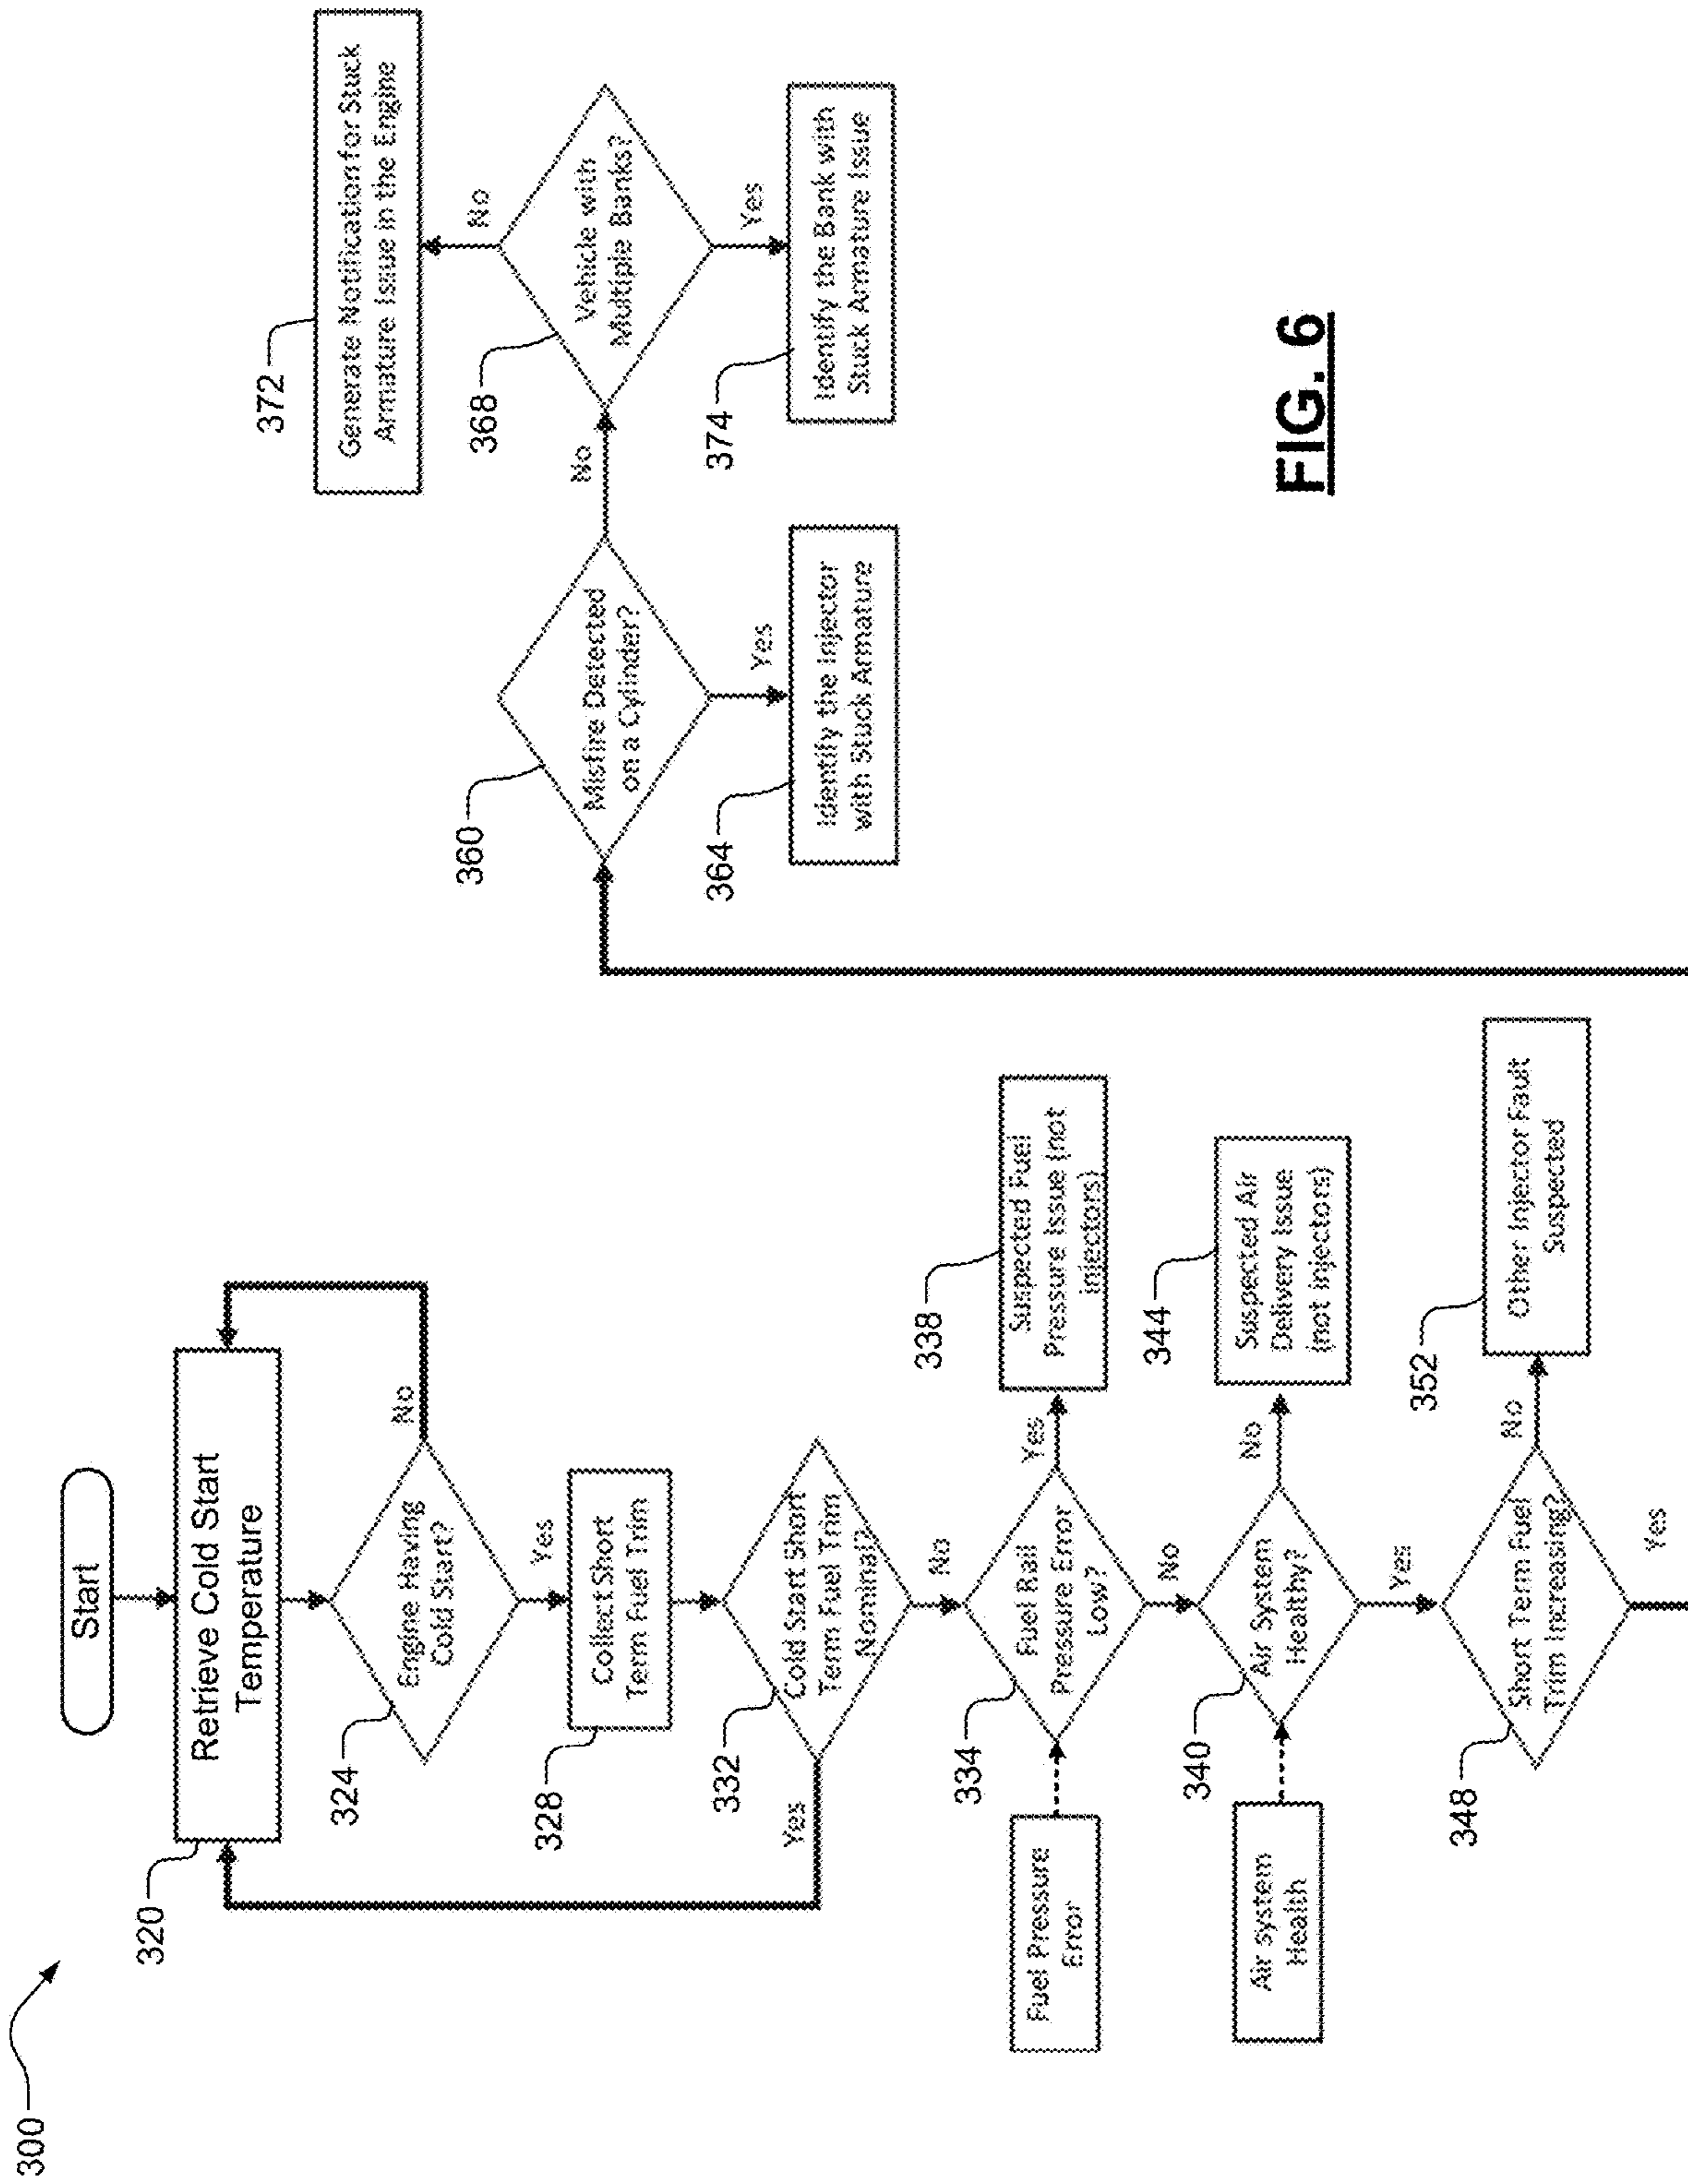 300
Start
320
Retrieve Cold Start
Temperature
324
Engine Having
Cold Start?
No
Yes
328
Collect Short
Term Fuel Trim
332
Cold Start Short
Term Fuel Trim
Nominal?
Yes
No
Fuel Pressure
Error
334
Fuel Rail
Pressure Error
Low?
Yes
338
Suspected Fuel
Pressure Issue (not
injectors)
No
Air system
Health
340
Air System
Healthy?
No
344
Suspected Air
Delivery Issue
(not injectors)
Yes
348
Short Term Fuel
Trim Increasing?
No
352
Other Injector Fault
Suspected
Yes
360
Misfire Detected
on a Cylinder?
Yes
364
Identify the Injector
with Stuck Armature
No
368
Vehicle with
Multiple Banks?
No
372
Generate Notification for Stuck
Armature Issue in the Engine
Yes
374
Identify the Bank with
Stuck Armature Issue
FIG. 6